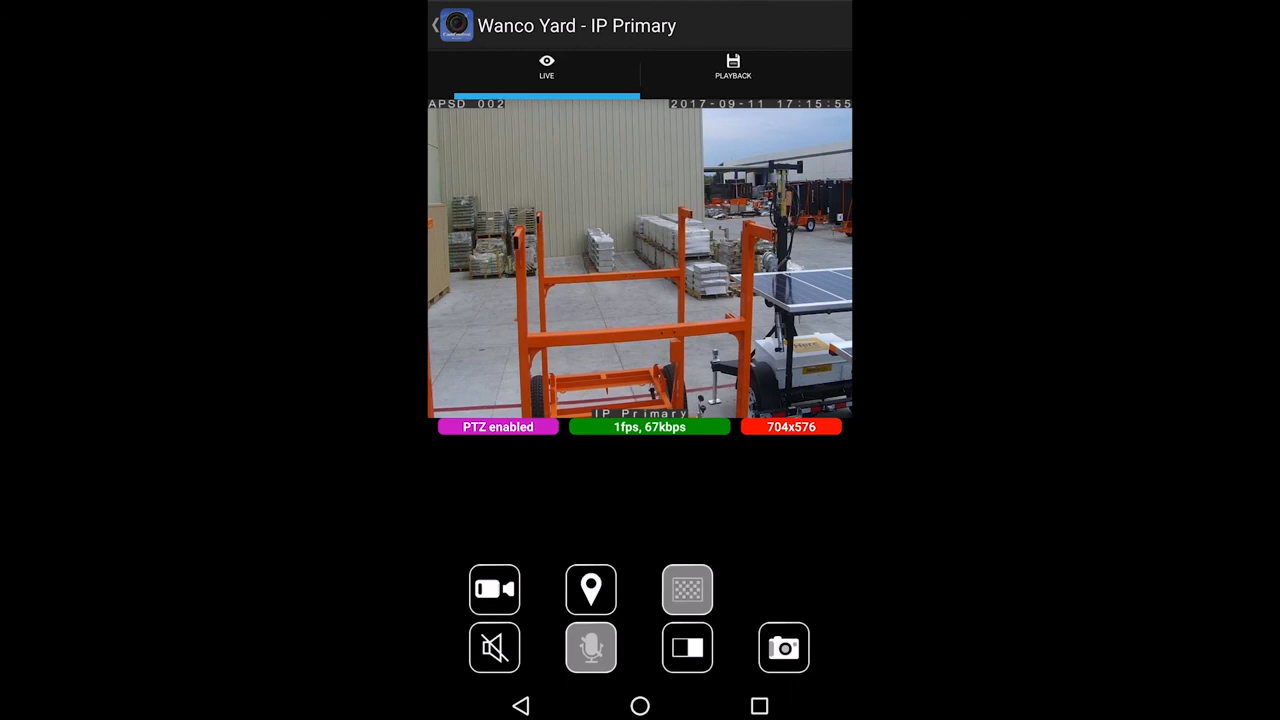 Wanco Yard - IP Primary
LIVE
PLAYBACK
APSD 002
2017-09-11 17:15:55
IP Primary
PTZ enabled
1fps, 67kbps
704x576